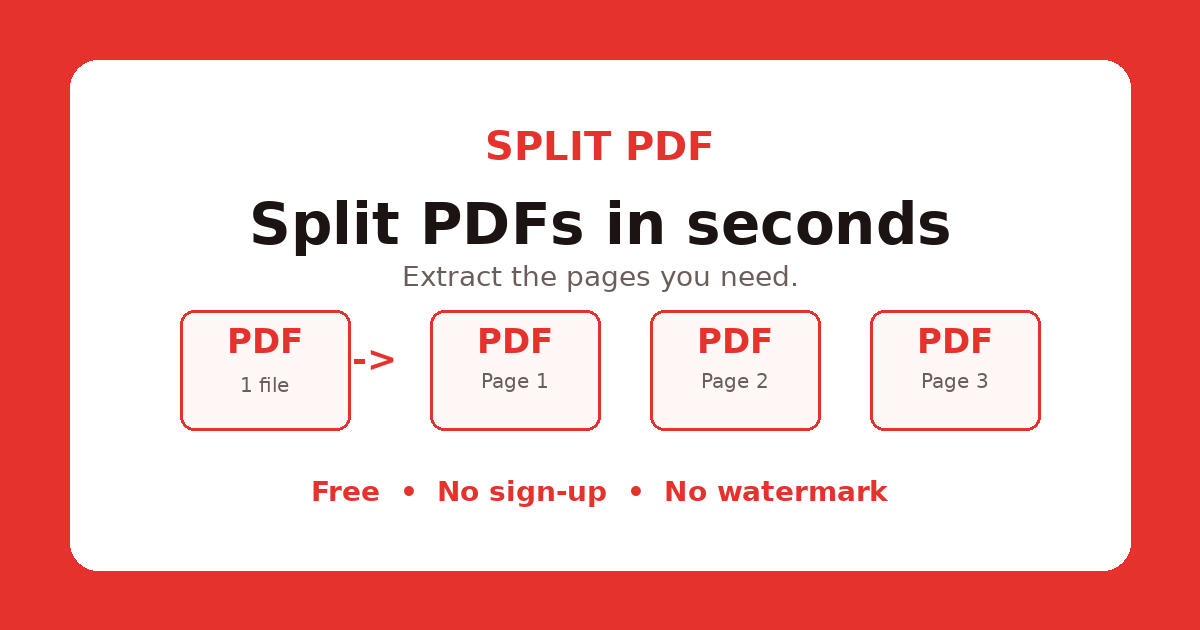 SPLIT PDF
Split PDFs in seconds
Extract the pages you need.
PDF
1 file
->
PDF
Page 1
PDF
Page 2
PDF
Page 3
Free • No sign-up • No watermark